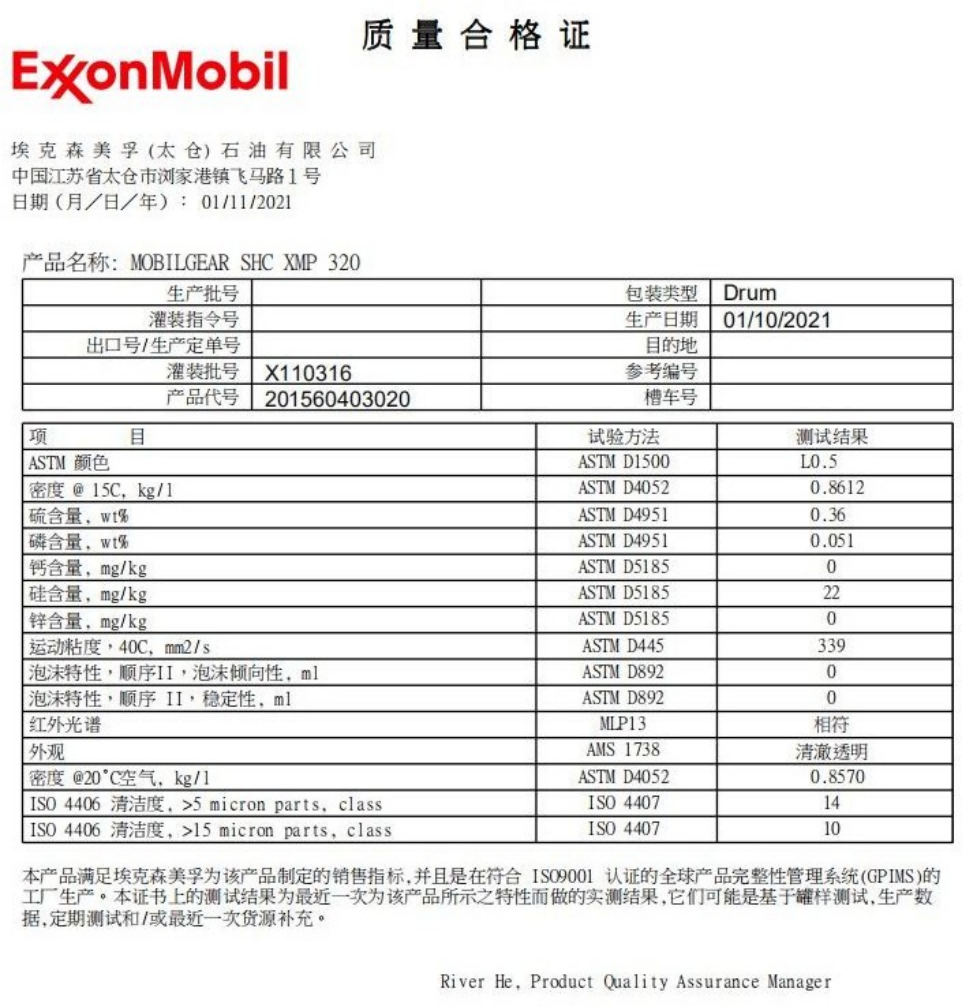 质量合格证
ExxonMobil
埃克森美孚(太仓)石油有限公司
中国江苏省太仓市浏家港镇飞马路1号
日期(月/日/年): 01/11/2021
产品名称: MOBILGEAR SHC XMP 320
生产批号 包装类型 Drum
灌装指令号 生产日期 01/10/2021
出口号/生产定单号 目的地
灌装批号 X110316 参考编号
产品代号 201560403020 槽车号
项 目 试验方法 测试结果
ASTM 颜色 ASTM D1500 L0.5
密度 @ 15C, kg/l ASTM D4052 0.8612
硫含量, wt% ASTM D4951 0.36
磷含量, wt% ASTM D4951 0.051
钙含量, mg/kg ASTM D5185 0
硅含量, mg/kg ASTM D5185 22
锌含量, mg/kg ASTM D5185 0
运动粘度,40C, mm2/s ASTM D445 339
泡沫特性,顺序II,泡沫倾向性, ml ASTM D892 0
泡沫特性,顺序 II,稳定性, ml ASTM D892 0
红外光谱 MLP13 相符
外观 AMS 1738 清澈透明
密度 @20°C空气, kg/l ASTM D4052 0.8570
ISO 4406 清洁度, >5 micron parts, class ISO 4407 14
ISO 4406 清洁度, >15 micron parts, class ISO 4407 10
本产品满足埃克森美孚为该产品制定的销售指标,并且是在符合 ISO9001 认证的全球产品完整性管理系统(GPIMS)的
工厂生产。本证书上的测试结果为最近一次为该产品所示之特性而做的实测结果,它们可能是基于罐样测试,生产数
据,定期测试和/或最近一次货源补充。
River He, Product Quality Assurance Manager